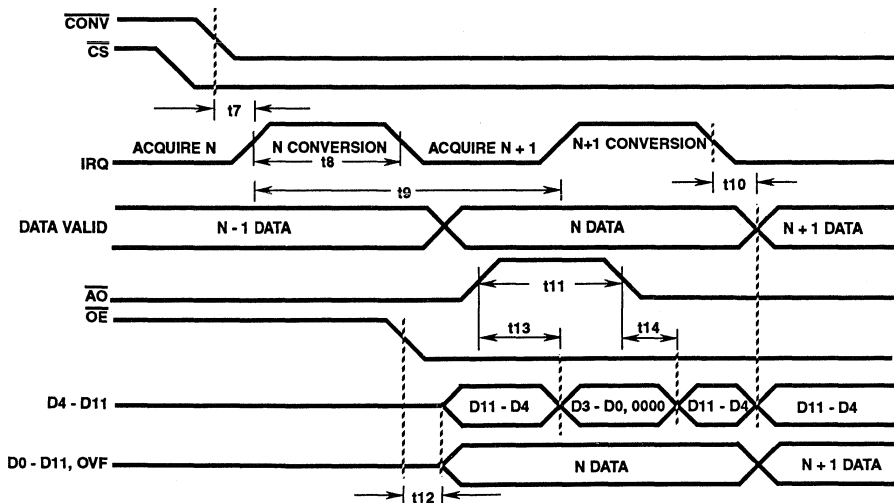 CONV
CS
t7
ACQUIRE N
N CONVERSION
ACQUIRE N + 1
N+1 CONVERSION
IRQ
t8
t10
t9
DATA VALID
N - 1 DATA
N DATA
N + 1 DATA
AO
t11
OE
t13
t14
D4 - D11
D11 - D4
D3 - D0, 0000
D11 - D4
D11 - D4
D0 - D11, OVF
N DATA
N + 1 DATA
t12